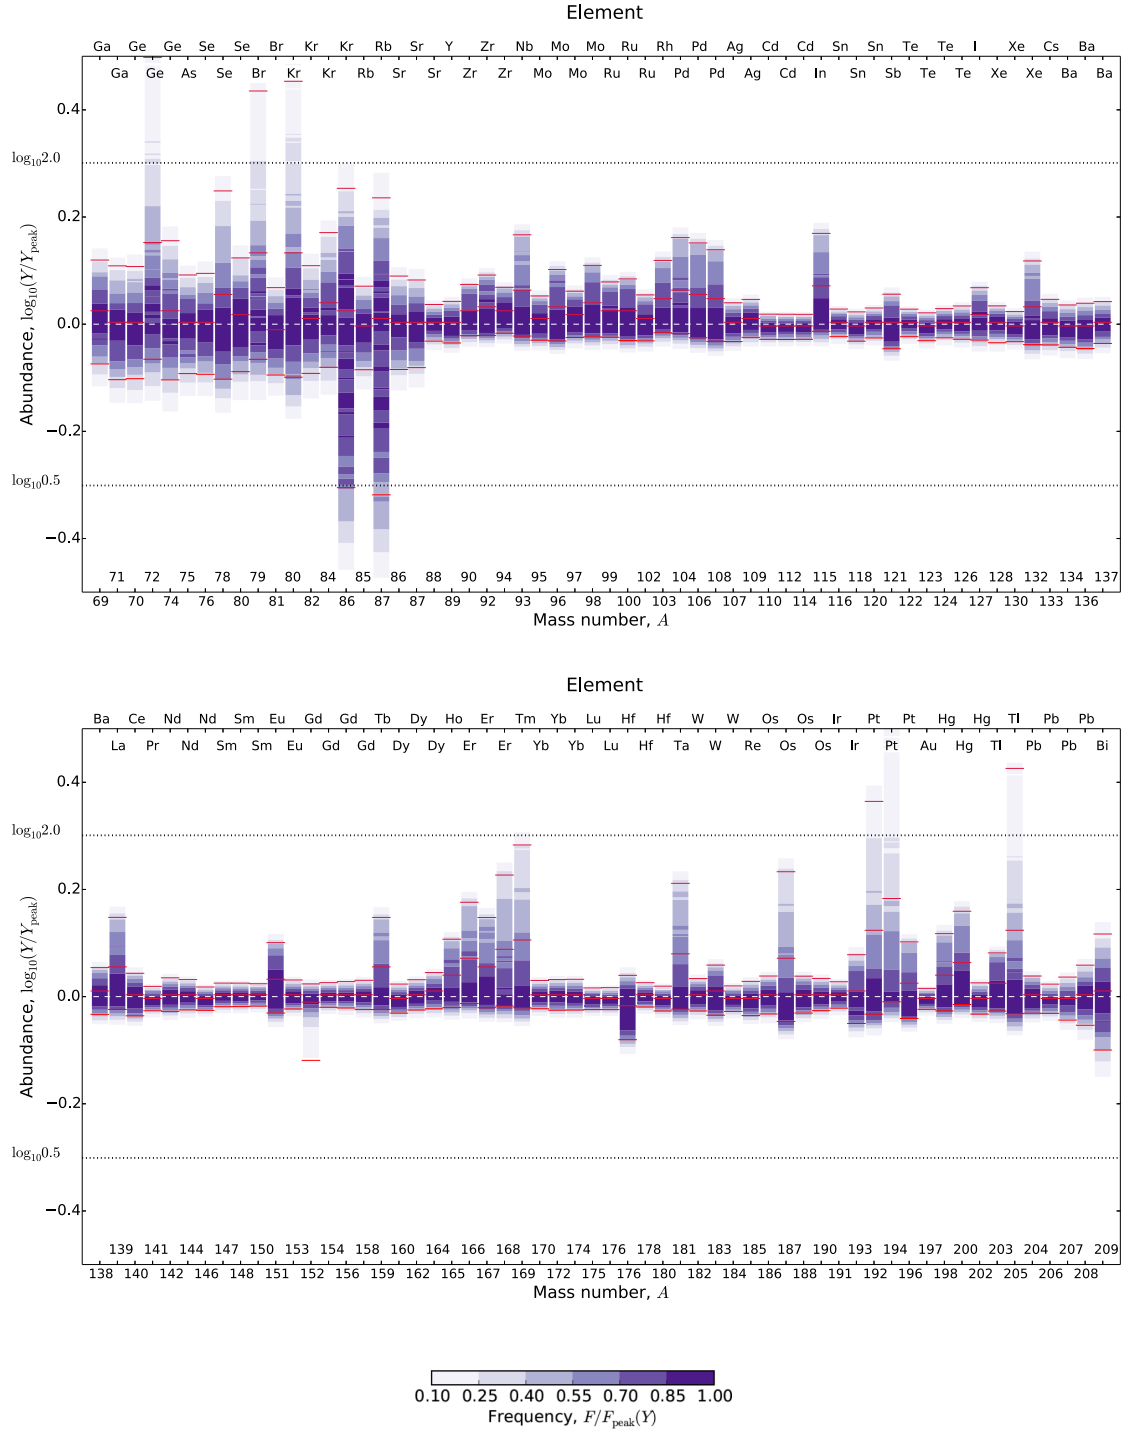 Element
Ga Ge Ge Se Se Br Kr Kr Rb Sr Y Zr Nb Mo Mo Ru Rh Pd Ag Cd Cd Sn Sn Te Te I Xe Cs Ba
Ga Ge As Se Br Kr Kr Rb Sr Sr Zr Zr Mo Mo Ru Ru Pd Pd Ag Cd In Sn Sb Te Te Xe Xe Ba Ba
0.4
log₁₀2.0
0.2
Abundance, log₁₀(Y/Y_peak)
0.0
−0.2
log₁₀0.5
−0.4
71 72 75 78 79 80 84 85 86 88 90 94 95 97 99 102 104 108 109 112 115 118 121 123 126 128 132 134 137
69 70 74 76 80 81 82 86 87 87 89 92 93 96 98 100 103 106 107 110 114 116 120 122 124 127 130 133 136
Mass number, A
Element
Ba Ce Nd Nd Sm Eu Gd Gd Tb Dy Ho Er Tm Yb Lu Hf Hf W W Os Os Ir Pt Pt Hg Hg Tl Pb Pb
La Pr Nd Sm Sm Eu Gd Gd Dy Dy Er Er Yb Yb Lu Hf Ta W Re Os Os Ir Pt Au Hg Tl Pb Pb Bi
0.4
log₁₀2.0
0.2
Abundance, log₁₀(Y/Y_peak)
0.0
−0.2
log₁₀0.5
−0.4
139 141 144 147 150 153 154 158 160 164 166 168 170 174 176 178 181 183 185 187 190 193 194 197 200 203 204 207 209
138 140 142 146 148 151 152 156 159 162 165 167 169 172 175 176 180 182 184 186 188 191 192 196 198 202 205 206 208
Mass number, A
0.10 0.25 0.40 0.55 0.70 0.85 1.00
Frequency, F/F_peak(Y)